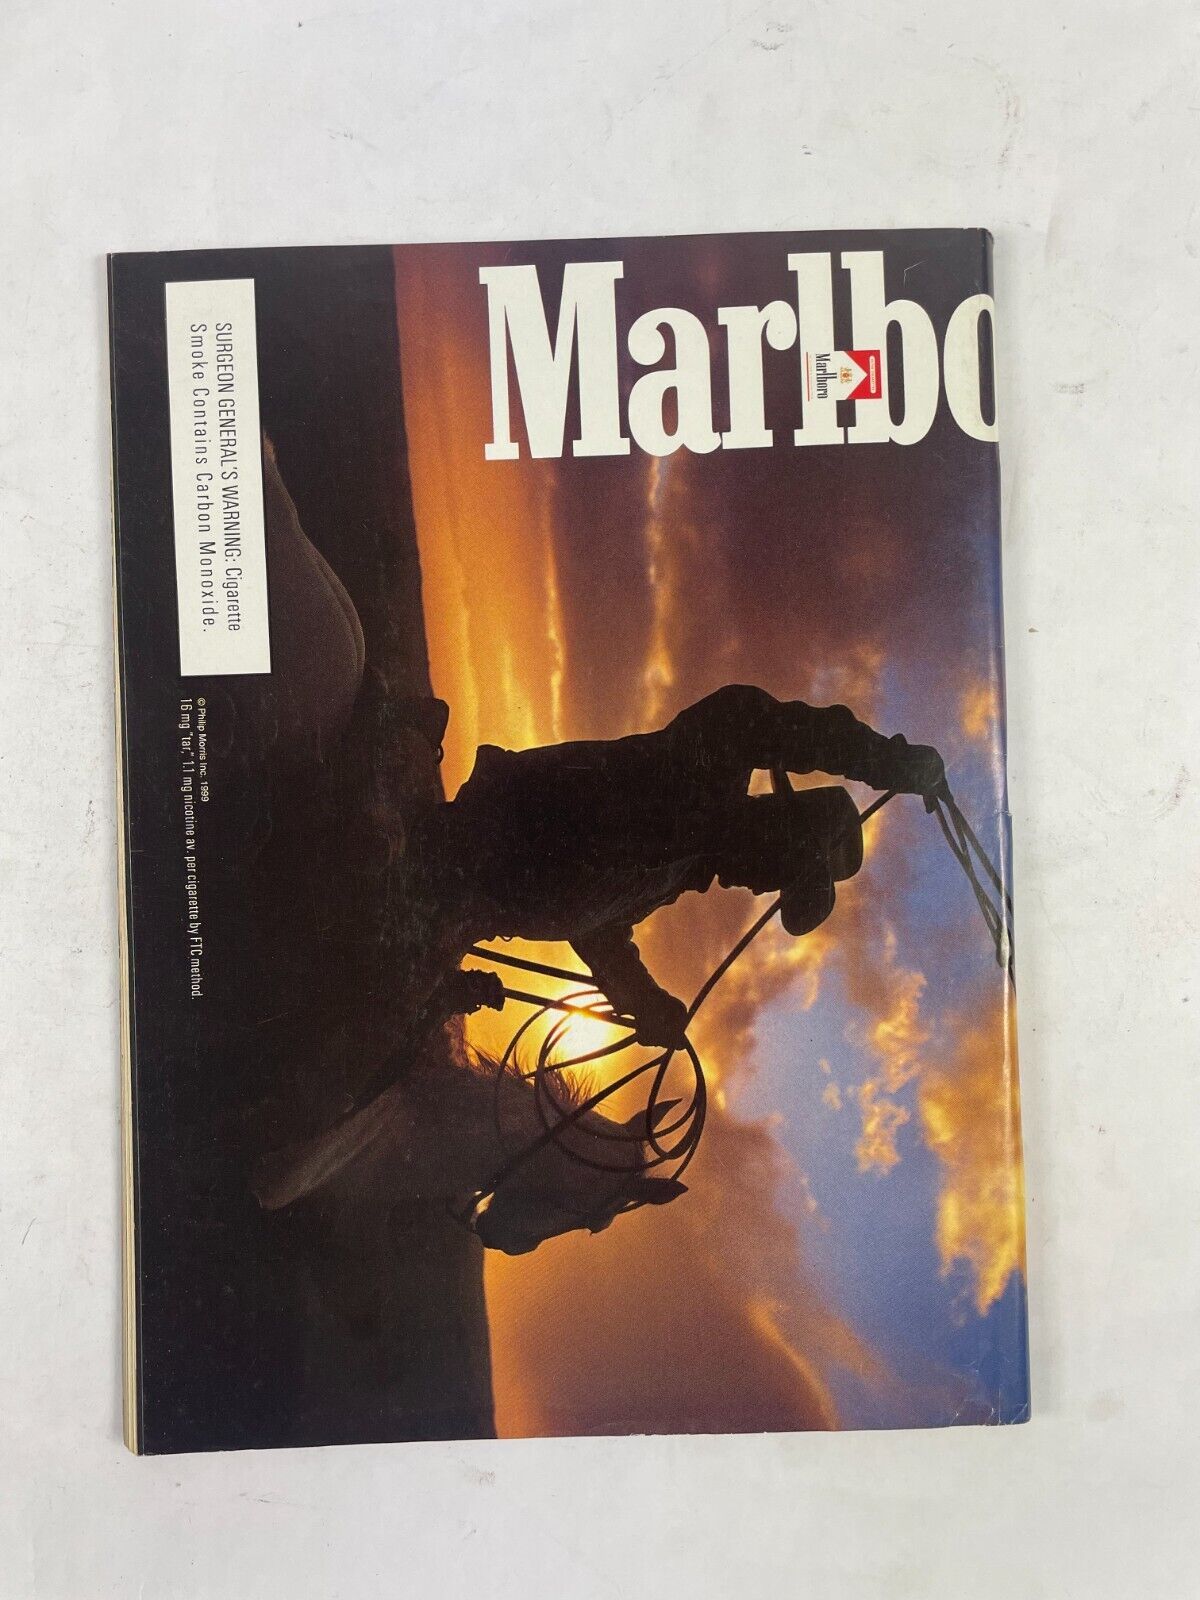 Marlbo
Marlboro
SURGEON GENERAL'S WARNING: Cigarette
Smoke Contains Carbon Monoxide.
© Philip Morris Inc. 1999
16 mg "tar," 1.1 mg nicotine av. per cigarette by FTC method.